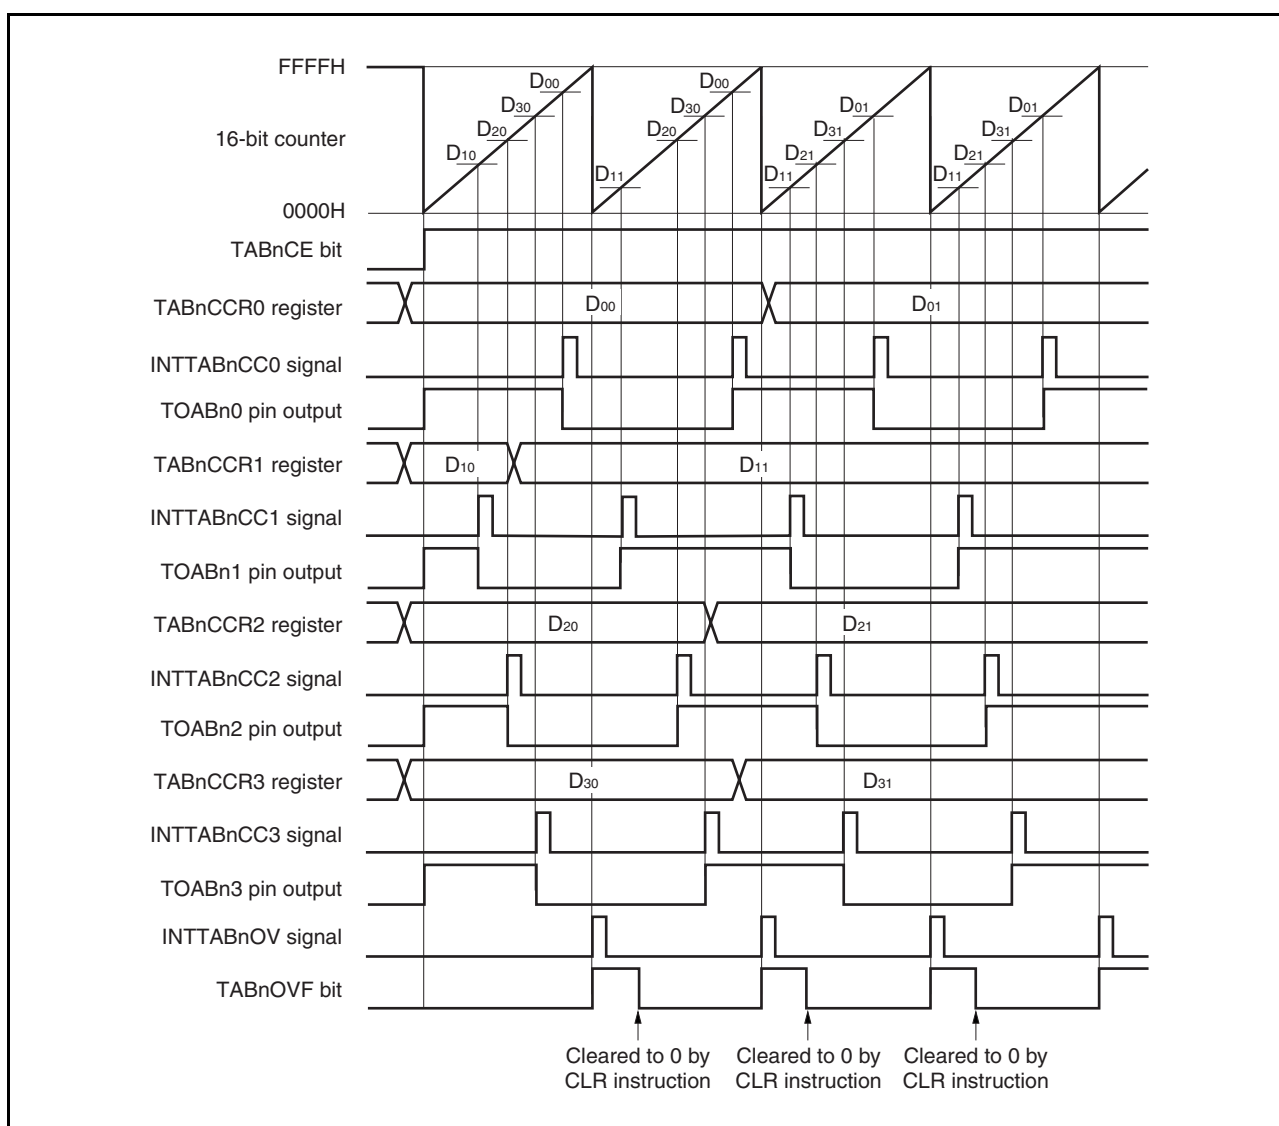 FFFFH
D00
D00
D30
D30
D01
D01
16-bit counter
D20
D20
D31
D31
D10
D21
D21
D11
D11
D11
0000H
TABnCE bit
TABnCCR0 register
D00
D01
INTTABnCC0 signal
TOABn0 pin output
TABnCCR1 register
D10
D11
INTTABnCC1 signal
TOABn1 pin output
TABnCCR2 register
D20
D21
INTTABnCC2 signal
TOABn2 pin output
TABnCCR3 register
D30
D31
INTTABnCC3 signal
TOABn3 pin output
INTTABnOV signal
TABnOVF bit
Cleared to 0 by
CLR instruction
Cleared to 0 by
CLR instruction
Cleared to 0 by
CLR instruction